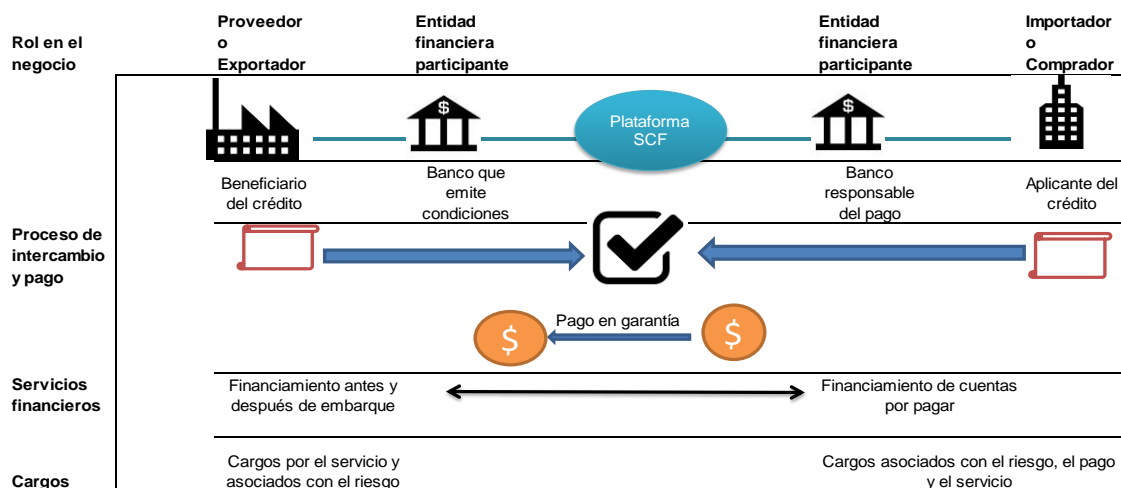 Rol en el
negocio
Proveedor
o
Exportador
Entidad
financiera
participante
Entidad
financiera
participante
Importador
o
Comprador
$
Plataforma
SCF
$
Beneficiario
del crédito
Banco que
emite
condiciones
Banco
responsable
del pago
Aplicante del
crédito
Proceso de
intercambio
y pago
$
Pago en garantía
$
Servicios
financieros
Financiamiento antes y
después de embarque
Financiamiento de cuentas
por pagar
Cargos
Cargos por el servicio y
asociados con el riesgo
Cargos asociados con el riesgo, el pago
y el servicio